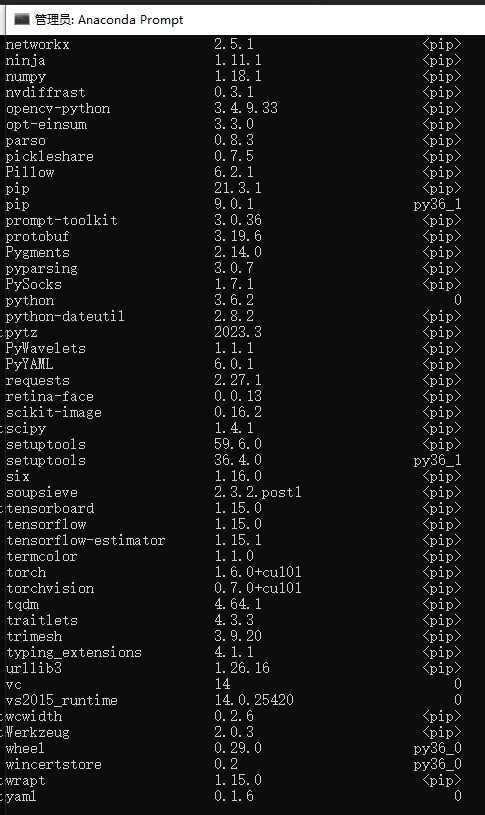 管理员: Anaconda Prompt
networkx 2.5.1 <pip>
ninja 1.11.1 <pip>
numpy 1.18.1 <pip>
nvdiffrast 0.3.1 <pip>
opencv-python 3.4.9.33 <pip>
opt-einsum 3.3.0 <pip>
parso 0.8.3 <pip>
pickleshare 0.7.5 <pip>
Pillow 6.2.1 <pip>
pip 21.3.1 <pip>
pip 9.0.1 py36_1
prompt-toolkit 3.0.36 <pip>
protobuf 3.19.6 <pip>
Pygments 2.14.0 <pip>
pyparsing 3.0.7 <pip>
PySocks 1.7.1 <pip>
python 3.6.2 0
python-dateutil 2.8.2 <pip>
pytz 2023.3 <pip>
PyWavelets 1.1.1 <pip>
PyYAML 6.0.1 <pip>
requests 2.27.1 <pip>
retina-face 0.0.13 <pip>
scikit-image 0.16.2 <pip>
scipy 1.4.1 <pip>
setuptools 59.6.0 <pip>
setuptools 36.4.0 py36_1
six 1.16.0 <pip>
soupsieve 2.3.2.post1 <pip>
tensorboard 1.15.0 <pip>
tensorflow 1.15.0 <pip>
tensorflow-estimator 1.15.1 <pip>
termcolor 1.1.0 <pip>
torch 1.6.0+cu101 <pip>
torchvision 0.7.0+cu101 <pip>
tqdm 4.64.1 <pip>
traitlets 4.3.3 <pip>
trimesh 3.9.20 <pip>
typing_extensions 4.1.1 <pip>
urllib3 1.26.16 <pip>
vc 14 0
vs2015_runtime 14.0.25420 0
wcwidth 0.2.6 <pip>
Werkzeug 2.0.3 <pip>
wheel 0.29.0 py36_0
wincertstore 0.2 py36_0
wrapt 1.15.0 <pip>
yaml 0.1.6 0